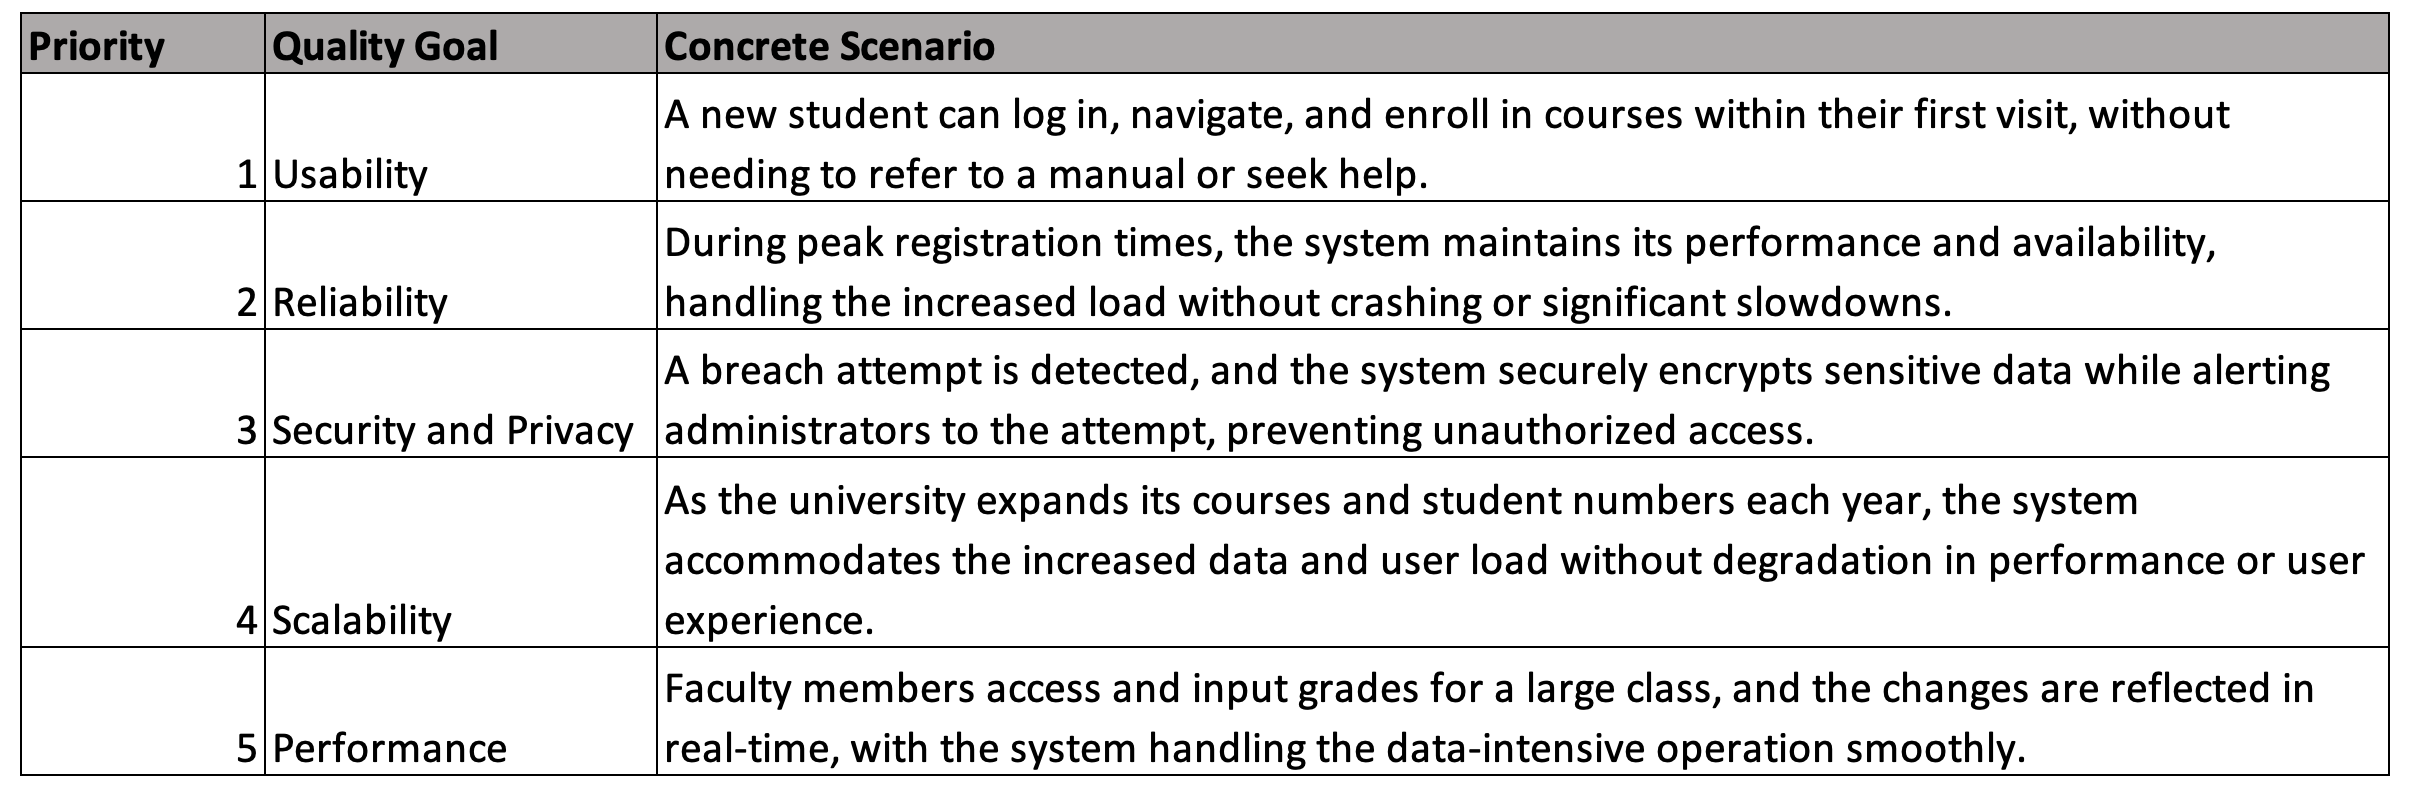 Priority Quality Goal Concrete Scenario
A new student can log in, navigate, and enroll in courses within their first visit, without
1 Usability needing to refer to a manual or seek help.
During peak registration times, the system maintains its performance and availability,
2 Reliability handling the increased load without crashing or significant slowdowns.
A breach attempt is detected, and the system securely encrypts sensitive data while alerting
3 Security and Privacy administrators to the attempt, preventing unauthorized access.
As the university expands its courses and student numbers each year, the system
accommodates the increased data and user load without degradation in performance or user
4 Scalability experience.
Faculty members access and input grades for a large class, and the changes are reflected in
5 Performance real-time, with the system handling the data-intensive operation smoothly.